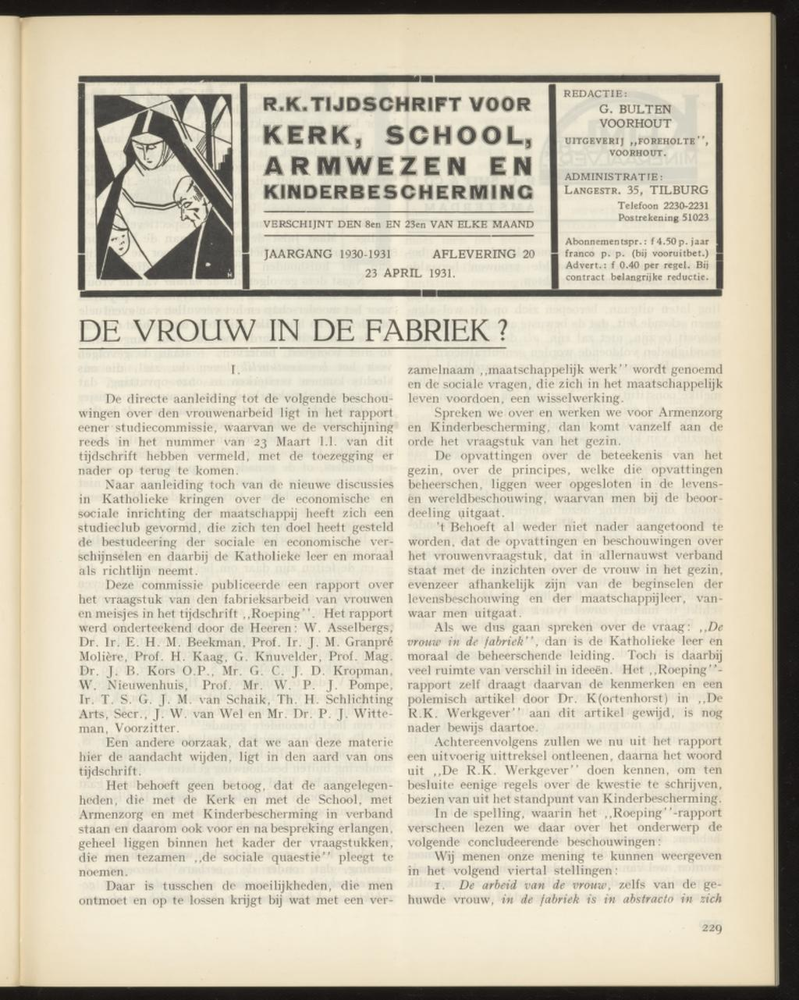 R.K. TIJDSCHRIFT VOOR
KERK, SCHOOL,
ARMWEZEN EN
KINDERBESCHERMING
VERSCHIJNT DEN 8en EN 23en VAN ELKE MAAND
JAARGANG 1930-1931 AFLEVERING 20
23 APRIL 1931.
REDACTIE:
G. BULTEN
VOORHOUT
UITGEVERIJ ,,FOREHOLTE'',
VOORHOUT.
ADMINISTRATIE:
LANGESTR. 35, TILBURG
Telefoon 2230-2231
Postrekening 51023
Abonnementspr.: f 4.50 p. jaar
franco p. p. (bij vooruitbet.)
Advert.: f 0.40 per regel. Bij
contract belangrijke reductie.
DE VROUW IN DE FABRIEK?
I.
De directe aanleiding tot de volgende beschou-
wingen over den vrouwenarbeid ligt in het rapport
eener studiecommissie, waarvan we de verschijning
reeds in het nummer van 23 Maart l.l. van dit
tijdschrift hebben vermeld, met de toezegging er
nader op terug te komen.
Naar aanleiding toch van de nieuwe discussies
in Katholieke kringen over de economische en
sociale inrichting der maatschappij heeft zich een
studieclub gevormd, die zich ten doel heeft gesteld
de bestudeering der sociale en economische ver-
schijnselen en daarbij de Katholieke leer en moraal
als richtlijn neemt.
Deze commissie publiceerde een rapport over
het vraagstuk van den fabrieksarbeid van vrouwen
en meisjes in het tijdschrift ,,Roeping''. Het rapport
werd onderteekend door de Heeren: W. Asselbergs,
Dr. Ir. E. H. M. Beekman, Prof. Ir. J. M. Granpré
Molière, Prof. H. Kaag, G. Knuvelder, Prof. Mag.
Dr. J. B. Kors O.P., Mr. G. C. J. D. Kropman,
W. Nieuwenhuis, Prof. Mr. W. P. J. Pompe,
Ir. T. S. G. J. M. van Schaik, Th. H. Schlichting
Arts, Secr., J. W. van Wel en Mr. Dr. P. J. Witte-
man, Voorzitter.
Een andere oorzaak, dat we aan deze materie
hier de aandacht wijden, ligt in den aard van ons
tijdschrift.
Het behoeft geen betoog, dat de aangelegen-
heden, die met de Kerk en met de School, met
Armenzorg en met Kinderbescherming in verband
staan en daarom ook voor en na bespreking erlangen,
geheel liggen binnen het kader der vraagstukken,
die men tezamen ,,de sociale quaestie'' pleegt te
noemen.
Daar is tusschen de moeilijkheden, die men
ontmoet en op te lossen krijgt bij wat met een ver-
zamelnaam ,,maatschappelijk werk'' wordt genoemd
en de sociale vragen, die zich in het maatschappelijk
leven voordoen, een wisselwerking.
Spreken we over en werken we voor Armenzorg
en Kinderbescherming, dan komt vanzelf aan de
orde het vraagstuk van het gezin.
De opvattingen over de beteekenis van het
gezin, over de principes, welke die opvattingen
beheerschen, liggen weer opgesloten in de levens-
en wereldbeschouwing, waarvan men bij de beoor-
deeling uitgaat.
't Behoeft al weder niet nader aangetoond te
worden, dat de opvattingen en beschouwingen over
het vrouwenvraagstuk, dat in allernauwst verband
staat met de inzichten over de vrouw in het gezin,
evenzeer afhankelijk zijn van de beginselen der
levensbeschouwing en der maatschappijleer, van-
waar men uitgaat.
Als we dus gaan spreken over de vraag: ,,De
vrouw in de fabriek'', dan is de Katholieke leer en
moraal de beheerschende leiding. Toch is daarbij
veel ruimte van verschil in ideeën. Het ,,Roeping''-
rapport zelf draagt daarvan de kenmerken en een
polemisch artikel door Dr. K(ortenhorst) in ,,De
R.K. Werkgever'' aan dit artikel gewijd, is nog
nader bewijs daartoe.
Achtereenvolgens zullen we nu uit het rapport
een uitvoerig uittreksel ontleenen, daarna het woord
uit ,,De R.K. Werkgever'' doen kennen, om ten
besluite eenige regels over de kwestie te schrijven,
bezien van uit het standpunt van Kinderbescherming.
In de spelling, waarin het ,,Roeping''-rapport
verscheen lezen we daar over het onderwerp de
volgende concludeerende beschouwingen:
Wij menen onze mening te kunnen weergeven
in het volgend viertal stellingen:
1. De arbeid van de vrouw, zelfs van de ge-
huwde vrouw, in de fabriek is in abstracto in zich
229